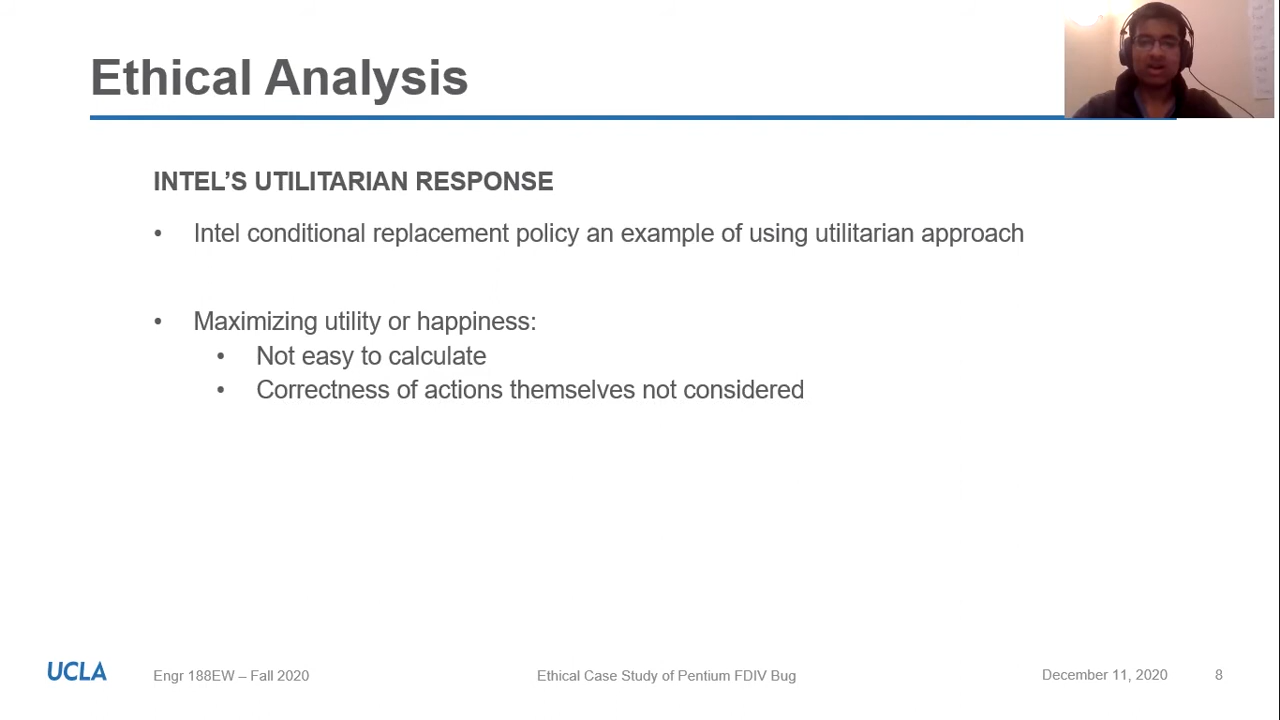 Ethical Analysis
INTEL'S UTILITARIAN RESPONSE
• Intel conditional replacement policy an example of using utilitarian approach
• Maximizing utility or happiness:
• Not easy to calculate
• Correctness of actions themselves not considered
UCLA Engr 188EW – Fall 2020 Ethical Case Study of Pentium FDIV Bug December 11, 2020 8